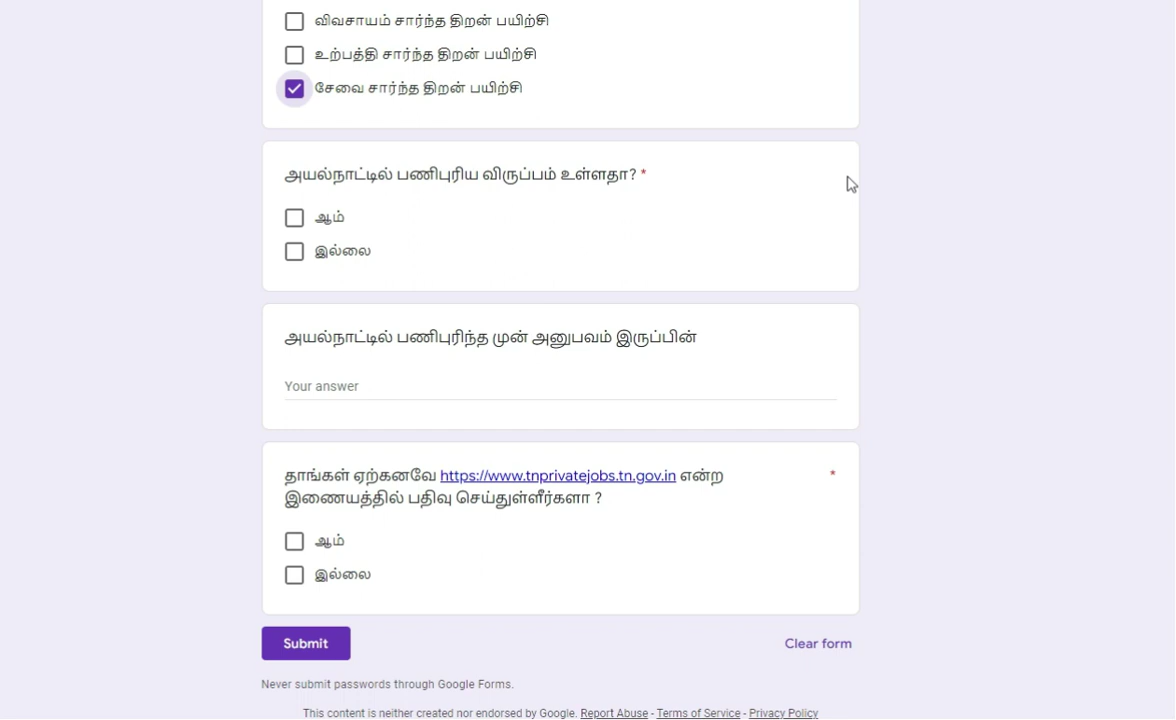 விவசாயம் சார்ந்த திறன் பயிற்சி
உற்பத்தி சார்ந்த திறன் பயிற்சி
சேவை சார்ந்த திறன் பயிற்சி
அயல்நாட்டில் பணிபுரிய விருப்பம் உள்ளதா? *
ஆம்
இல்லை
அயல்நாட்டில் பணிபுரிந்த முன் அனுபவம் இருப்பின்
Your answer
தாங்கள் ஏற்கனவே https://www.tnprivatejobs.tn.gov.in என்ற *
இணையத்தில் பதிவு செய்துள்ளீர்களா ?
ஆம்
இல்லை
Submit
Clear form
Never submit passwords through Google Forms.
This content is neither created nor endorsed by Google. Report Abuse - Terms of Service - Privacy Policy